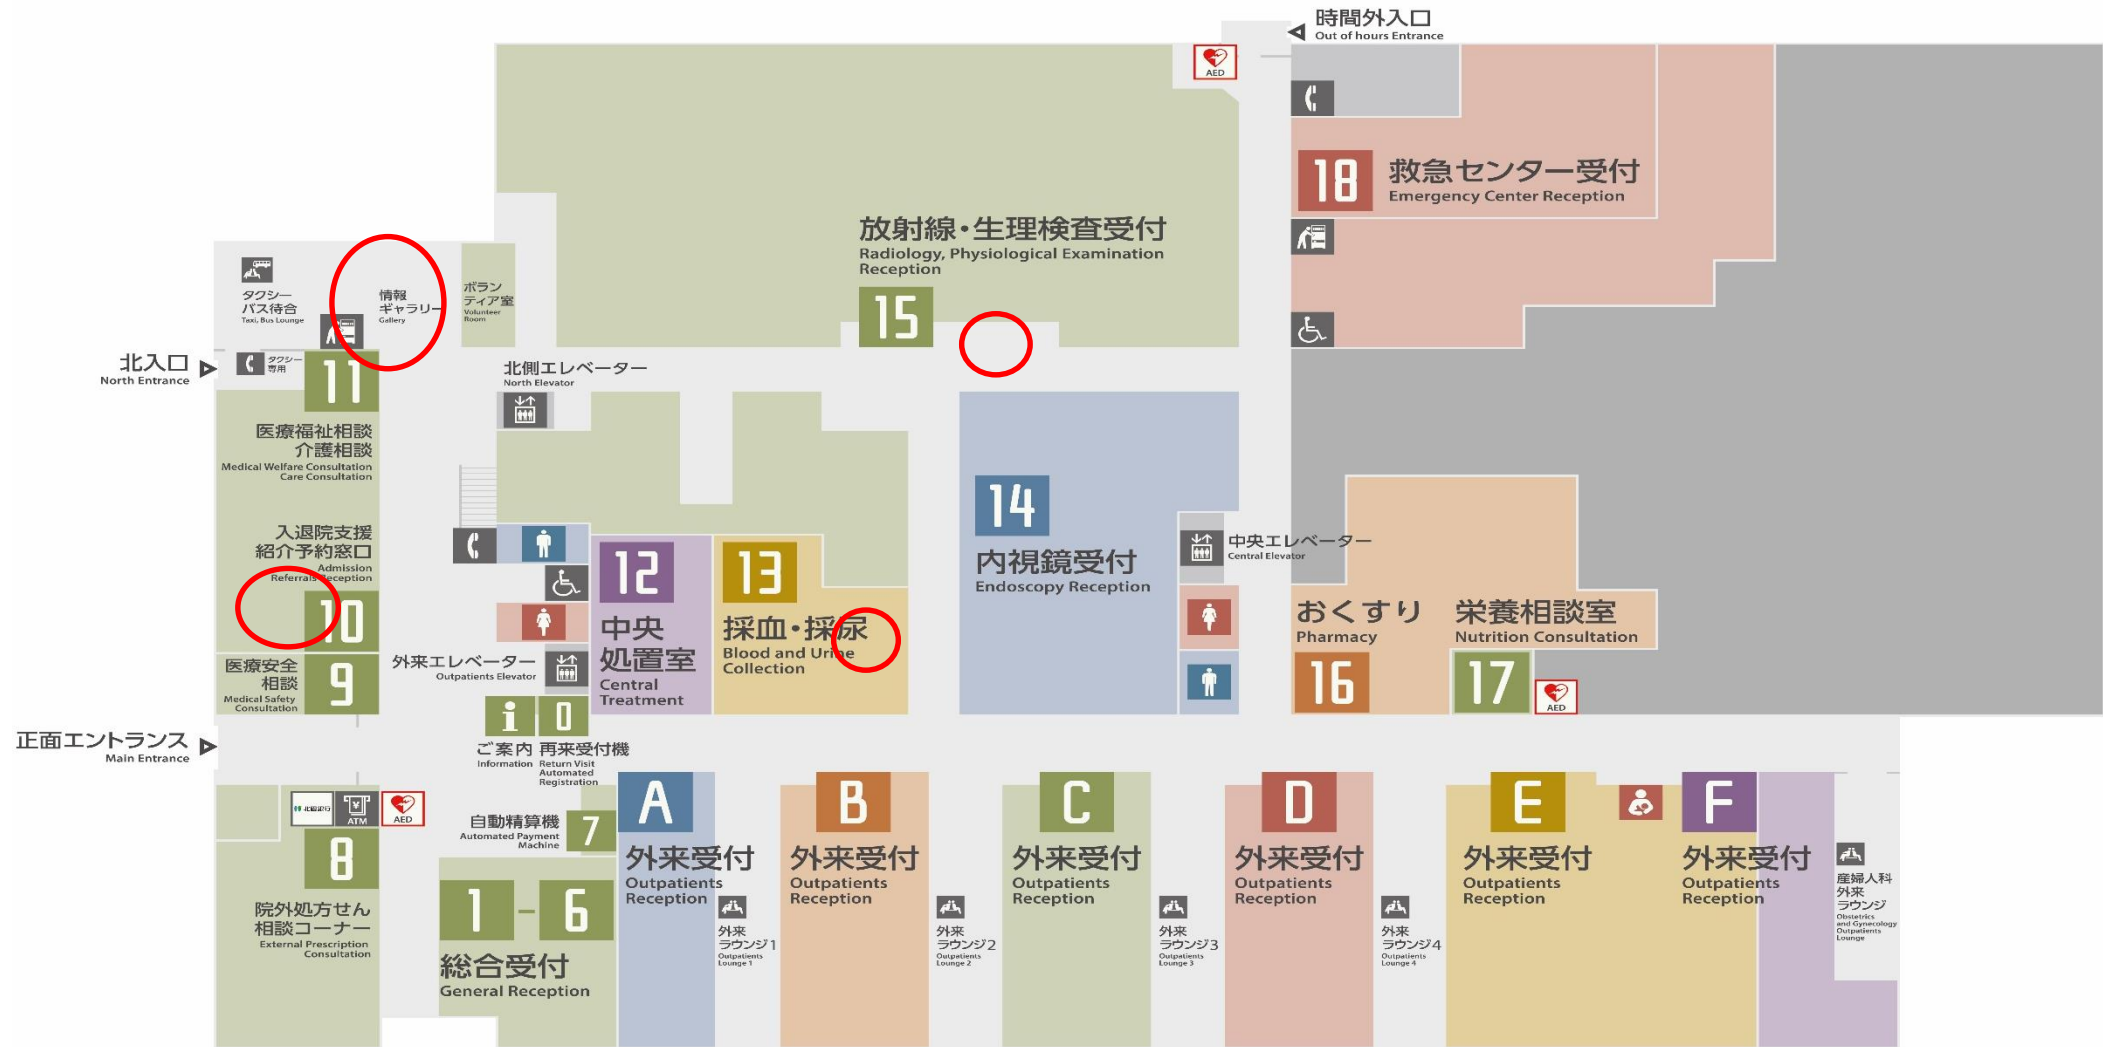 時間外入口
Out of hours Entrance
AED
18
救急センター受付
Emergency Center Reception
放射線・生理検査受付
Radiology, Physiological Examination
Reception
15
タクシー
バス待合
Taxi, Bus Lounge
情報
ギャラリー
Gallery
ボラン
ティア室
Volunteer
Room
北入口
North Entrance
タクシー
専用
11
医療福祉相談
介護相談
Medical Welfare Consultation
Care Consultation
北側エレベーター
North Elevator
入退院支援
紹介予約窓口
Admission
Referrals Reception
10
医療安全
相談
Medical Safety
Consultation
9
12
中央
処置室
Central
Treatment
13
採血・採尿
Blood and Urine
Collection
14
内視鏡受付
Endoscopy Reception
中央エレベーター
Central Elevator
おくすり
Pharmacy
16
栄養相談室
Nutrition Consultation
17
AED
外来エレベーター
Outpatients Elevator
i
0
ご案内
Information
再来受付機
Return Visit
Automated
Registration
正面エントランス
Main Entrance
ATM
AED
8
院外処方せん
相談コーナー
External Prescription
Consultation
自動精算機
Automated Payment
Machine
7
1 - 6
総合受付
General Reception
A
外来受付
Outpatients
Reception
外来
ラウンジ1
Outpatients
Lounge 1
B
外来受付
Outpatients
Reception
外来
ラウンジ2
Outpatients
Lounge 2
C
外来受付
Outpatients
Reception
外来
ラウンジ3
Outpatients
Lounge 3
D
外来受付
Outpatients
Reception
外来
ラウンジ4
Outpatients
Lounge 4
E
外来受付
Outpatients
Reception
F
外来受付
Outpatients
Reception
産婦人科
外来
ラウンジ
Obstetrics
and Gynecology
Outpatients
Lounge